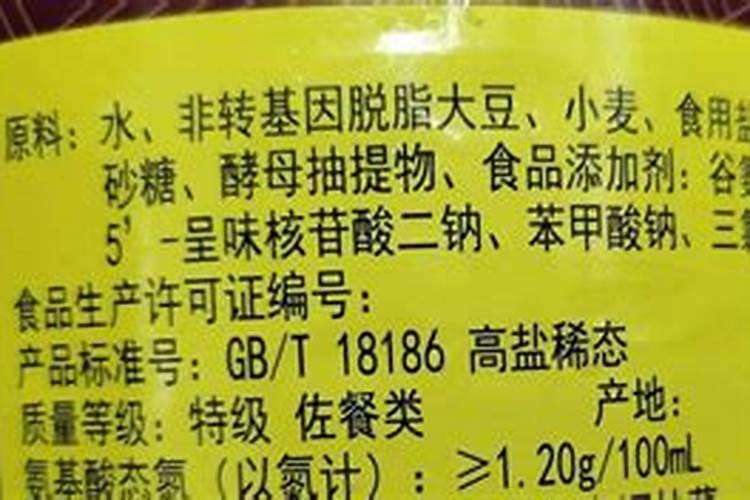 原料：水、非转基因脱脂大豆、小麦、食用盐
砂糖、酵母抽提物、食品添加剂：谷氨
5'-呈味核苷酸二钠、苯甲酸钠、三氯
食品生产许可证编号：
产品标准号：GB/T 18186 高盐稀态
质量等级：特级 佐餐类 产地：
氨基酸态氮（以氮计）：≥1.20g/100mL